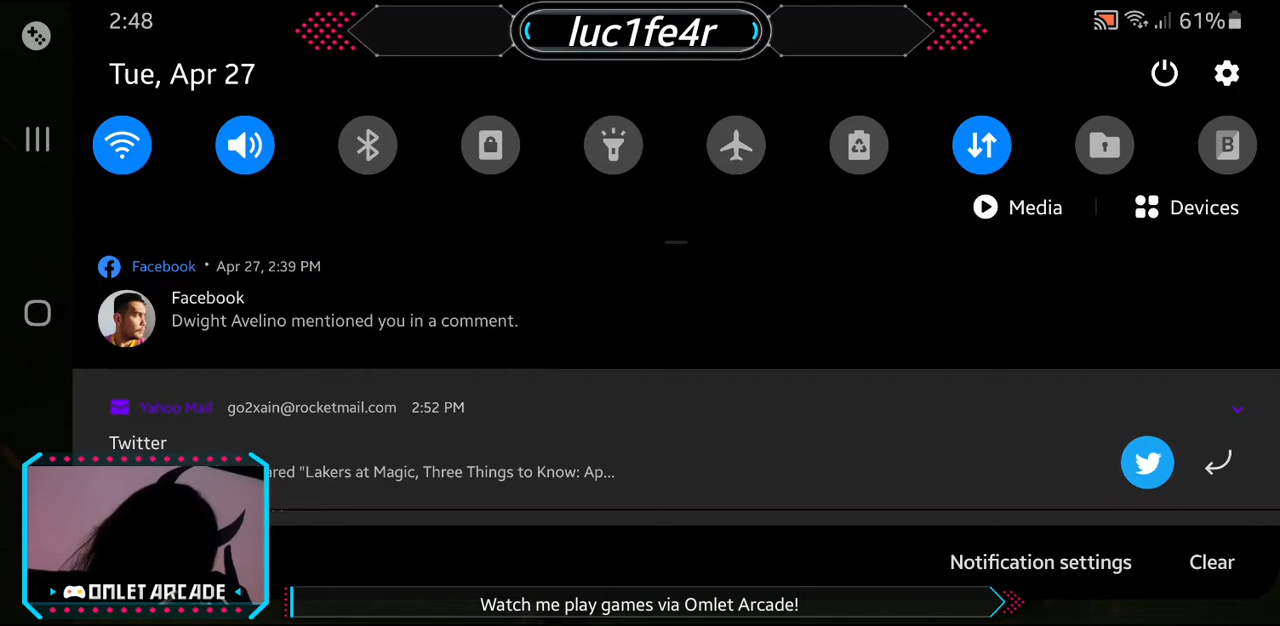 2:48
luc1fe4r
61%
Tue, Apr 27
B
Media
Devices
Facebook • Apr 27, 2:39 PM
Facebook
Dwight Avelino mentioned you in a comment.
Yahoo Mail go2xain@rocketmail.com 2:52 PM
Twitter
ared "Lakers at Magic, Three Things to Know: Ap...
OMLET ARCADE
Notification settings
Clear
Watch me play games via Omlet Arcade!